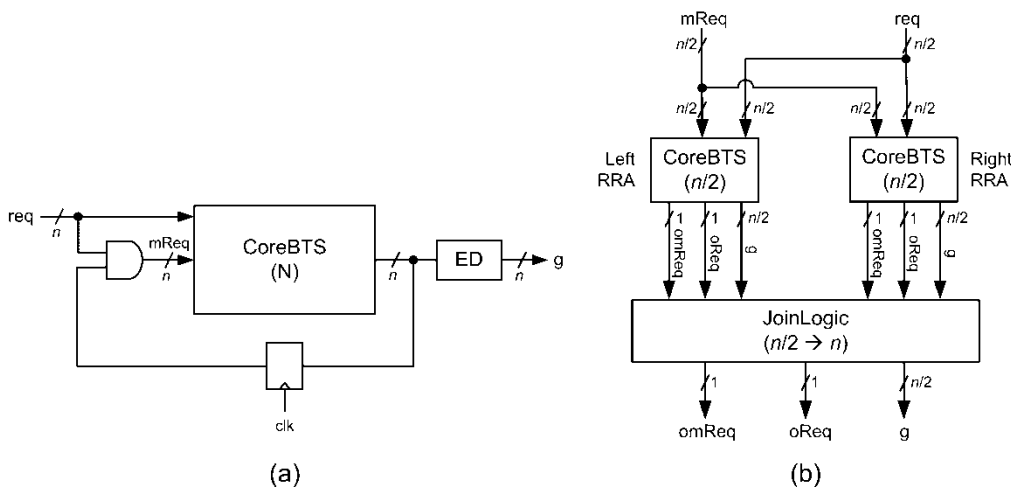 req
n
mReq
n
CoreBTS
(N)
n
ED
n
g
clk
(a)
mReq
req
n/2
n/2
n/2
n/2
n/2
n/2
Left
RRA
CoreBTS
(n/2)
CoreBTS
(n/2)
Right
RRA
1
omReq
1
oReq
n/2
g
1
omReq
1
oReq
n/2
g
JoinLogic
(n/2 → n)
1
1
n/2
omReq
oReq
g
(b)